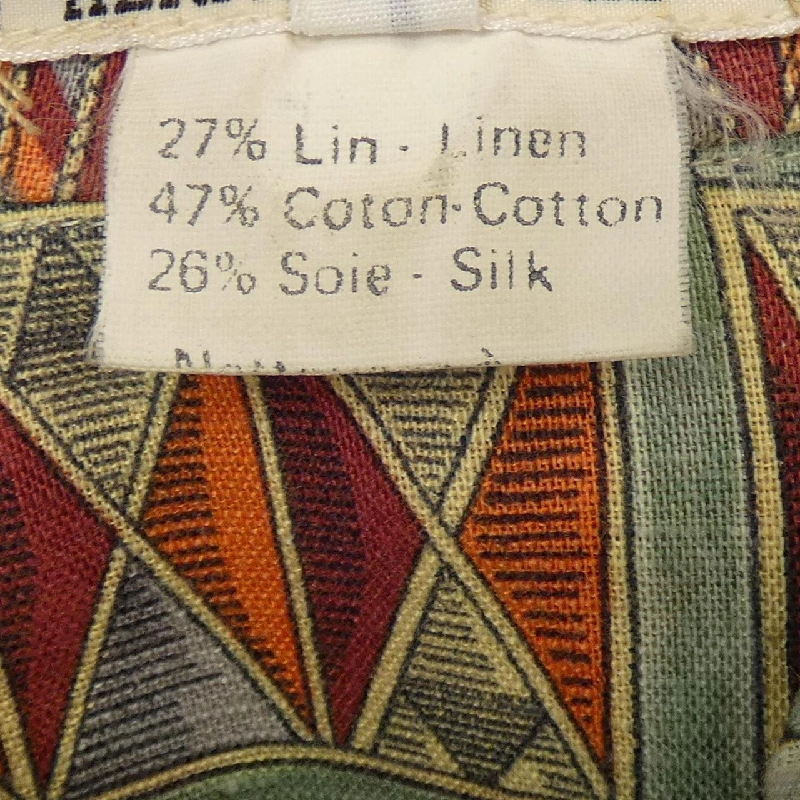 27% Lin - Linen
47% Coton-Cotton
26% Soie - Silk